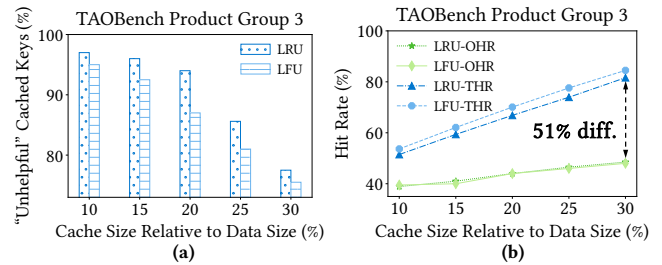 TAOBench Product Group 3
"Unhelpful" Cached Keys (%)
100
90
80
LRU
LFU
10 15 20 25 30
Cache Size Relative to Data Size (%)
(a)
TAOBench Product Group 3
Hit Rate (%)
100
80
60
40
LRU-OHR
LFU-OHR
LRU-THR
LFU-THR
51% diff.
10 15 20 25 30
Cache Size Relative to Data Size (%)
(b)